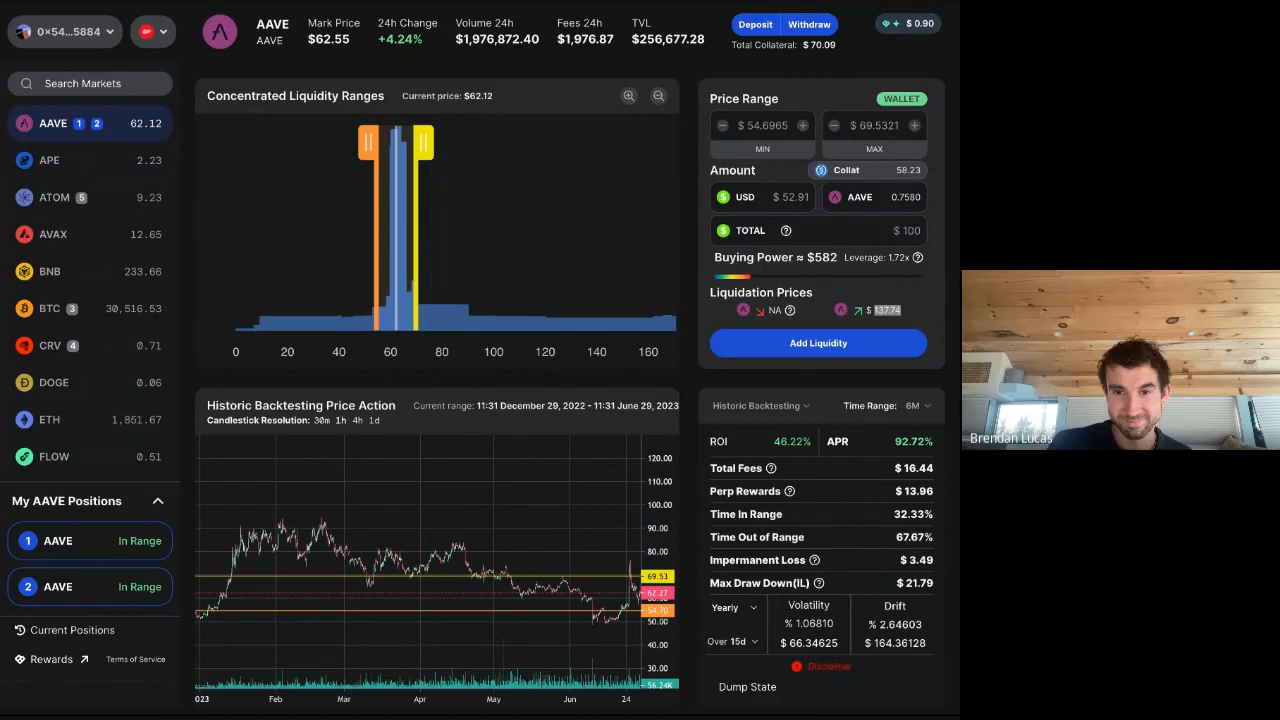 0×54...5884
OP
AAVE
AAVE
Mark Price
$62.55
24h Change
+4.24%
Volume 24h
$1,976,872.40
Fees 24h
$1,976.87
TVL
$256,677.28
Deposit
Withdraw
Total Collateral: $ 70.09
$ 0.90
Search Markets
AAVE 1 2 62.12
APE 2.23
ATOM 5 9.23
AVAX 12.65
BNB 233.66
BTC 3 30,516.53
CRV 4 0.71
DOGE 0.06
ETH 1,851.67
FLOW 0.51
My AAVE Positions
1 AAVE In Range
2 AAVE In Range
Current Positions
Rewards
Terms of Service
Concentrated Liquidity Ranges
Current price: $62.12
0 20 40 60 80 100 120 140 160
Historic Backtesting Price Action
Current range: 11:31 December 29, 2022 - 11:31 June 29, 2023
Candlestick Resolution: 30m 1h 4h 1d
120.00
110.00
100.00
90.00
80.00
69.53
62.27
54.70
50.00
40.00
30.00
56.24K
023 Feb Mar Apr May Jun 24
Price Range
WALLET
$ 54.6965
MIN
$ 69.5321
MAX
Amount
Collat 58.23
USD $ 52.91
AAVE 0.7580
TOTAL $ 100
Buying Power ≈ $582
Leverage: 1.72x
Liquidation Prices
NA
$ 137.74
Add Liquidity
Historic Backtesting
Time Range: 6M
ROI 46.22%
APR 92.72%
Total Fees $ 16.44
Perp Rewards $ 13.96
Time In Range 32.33%
Time Out of Range 67.67%
Impermanent Loss $ 3.49
Max Draw Down(IL) $ 21.79
Yearly
Over 15d
Volatility
% 1.06810
$ 66.34625
Drift
% 2.64603
$ 164.36128
Disclaimer
Dump State
Brendan Lucas